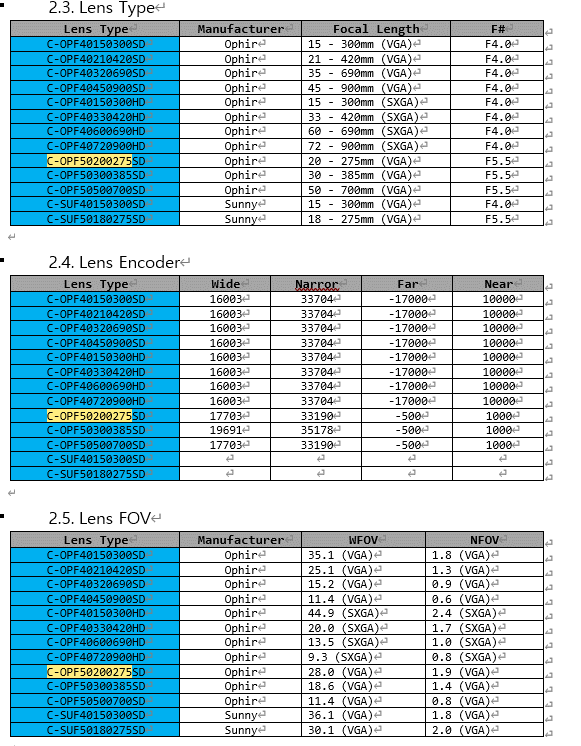 2.3. Lens Type
Lens Type Manufacturer Focal Length F#
C-OPF40150300SD Ophir 15 - 300mm (VGA) F4.0
C-OPF40210420SD Ophir 21 - 420mm (VGA) F4.0
C-OPF40320690SD Ophir 35 - 690mm (VGA) F4.0
C-OPF40450900SD Ophir 45 - 900mm (VGA) F4.0
C-OPF40150300HD Ophir 15 - 300mm (SXGA) F4.0
C-OPF40330420HD Ophir 33 - 420mm (SXGA) F4.0
C-OPF40600690HD Ophir 60 - 690mm (SXGA) F4.0
C-OPF40720900HD Ophir 72 - 900mm (SXGA) F4.0
C-OPF50200275SD Ophir 20 - 275mm (VGA) F5.5
C-OPF50300385SD Ophir 30 - 385mm (VGA) F5.5
C-OPF50500700SD Ophir 50 - 700mm (VGA) F5.5
C-SUF40150300SD Sunny 15 - 300mm (VGA) F4.0
C-SUF50180275SD Sunny 18 - 275mm (VGA) F5.5
2.4. Lens Encoder
Lens Type Wide Narror Far Near
C-OPF40150300SD 16003 33704 -17000 10000
C-OPF40210420SD 16003 33704 -17000 10000
C-OPF40320690SD 16003 33704 -17000 10000
C-OPF40450900SD 16003 33704 -17000 10000
C-OPF40150300HD 16003 33704 -17000 10000
C-OPF40330420HD 16003 33704 -17000 10000
C-OPF40600690HD 16003 33704 -17000 10000
C-OPF40720900HD 16003 33704 -17000 10000
C-OPF50200275SD 17703 33190 -500 1000
C-OPF50300385SD 19691 35178 -500 1000
C-OPF50500700SD 17703 33190 -500 1000
C-SUF40150300SD
C-SUF50180275SD
2.5. Lens FOV
Lens Type Manufacturer WFOV NFOV
C-OPF40150300SD Ophir 35.1 (VGA) 1.8 (VGA)
C-OPF40210420SD Ophir 25.1 (VGA) 1.3 (VGA)
C-OPF40320690SD Ophir 15.2 (VGA) 0.9 (VGA)
C-OPF40450900SD Ophir 11.4 (VGA) 0.6 (VGA)
C-OPF40150300HD Ophir 44.9 (SXGA) 2.4 (SXGA)
C-OPF40330420HD Ophir 20.0 (SXGA) 1.7 (SXGA)
C-OPF40600690HD Ophir 13.5 (SXGA) 1.0 (SXGA)
C-OPF40720900HD Ophir 9.3 (SXGA) 0.8 (SXGA)
C-OPF50200275SD Ophir 28.0 (VGA) 1.9 (VGA)
C-OPF50300385SD Ophir 18.6 (VGA) 1.4 (VGA)
C-OPF50500700SD Ophir 11.4 (VGA) 0.8 (VGA)
C-SUF40150300SD Sunny 36.1 (VGA) 1.8 (VGA)
C-SUF50180275SD Sunny 30.1 (VGA) 2.0 (VGA)